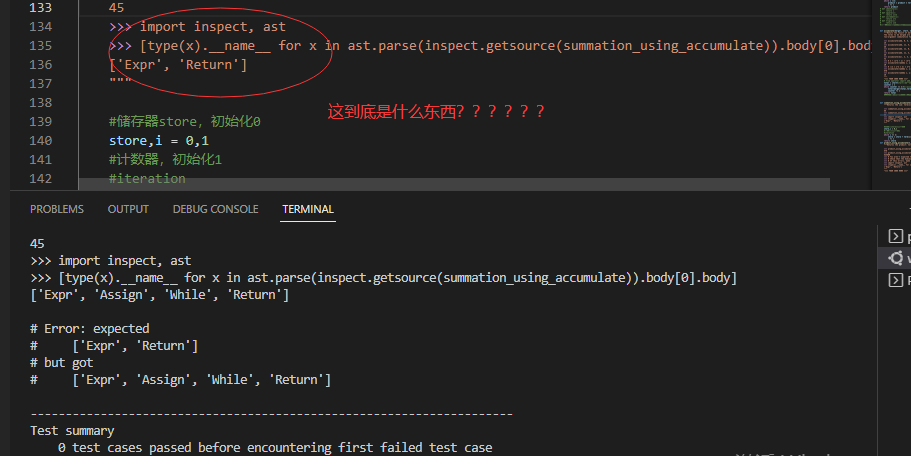 133 45
134 >>> import inspect, ast
135 >>> [type(x).__name__ for x in ast.parse(inspect.getsource(summation_using_accumulate)).body[0].body
136 ['Expr', 'Return']
137 """
138
这到底是什么东西？？？？？？
139 #储存器store，初始化0
140 store,i = 0,1
141 #计数器，初始化1
142 #iteration
PROBLEMS OUTPUT DEBUG CONSOLE TERMINAL
45
>>> import inspect, ast
>>> [type(x).__name__ for x in ast.parse(inspect.getsource(summation_using_accumulate)).body[0].body]
['Expr', 'Assign', 'While', 'Return']
# Error: expected
#     ['Expr', 'Return']
# but got
#     ['Expr', 'Assign', 'While', 'Return']
---------------------------------------------------------------------
Test summary
    0 test cases passed before encountering first failed test case